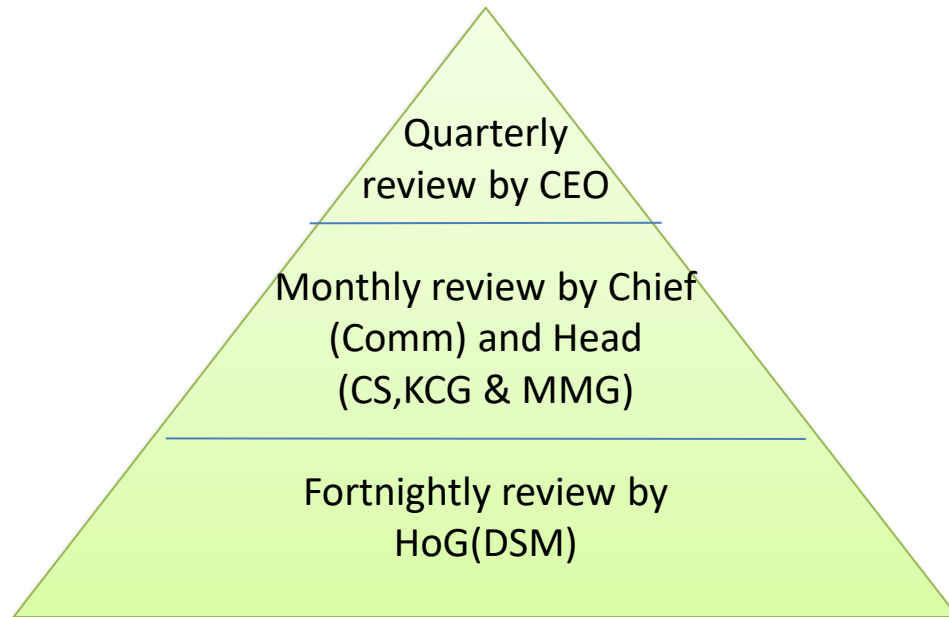 Quarterly
review by CEO
Monthly review by Chief
(Comm) and Head
(CS,KCG & MMG)
Fortnightly review by
HoG(DSM)